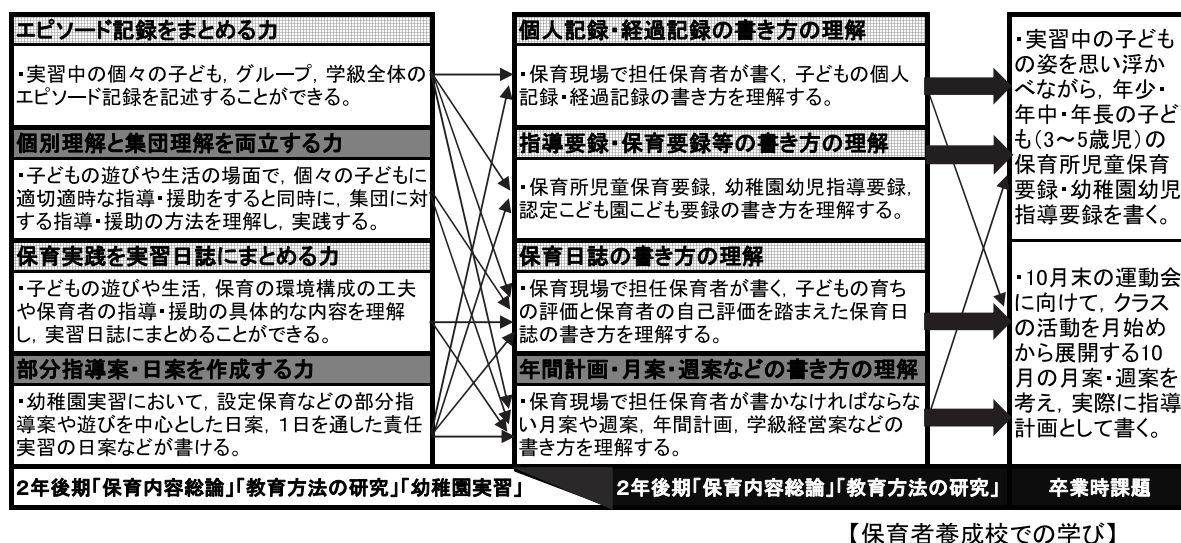 エピソード記録をまとめる力
・実習中の個々の子ども，グループ，学級全体の
エピソード記録を記述することができる。
個別理解と集団理解を両立する力
・子どもの遊びや生活の場面で，個々の子どもに
適切適時な指導・援助をすると同時に，集団に対
する指導・援助の方法を理解し，実践する。
保育実践を実習日誌にまとめる力
・子どもの遊びや生活，保育の環境構成の工夫
や保育者の指導・援助の具体的な内容を理解
し，実習日誌にまとめることができる。
部分指導案・日案を作成する力
・幼稚園実習において，設定保育などの部分指
導案や遊びを中心とした日案，１日を通した責任
実習の日案などが書ける。
2年後期「保育内容総論」「教育方法の研究」「幼稚園実習」
個人記録・経過記録の書き方の理解
・保育現場で担任保育者が書く，子どもの個人
記録・経過記録の書き方を理解する。
指導要録・保育要録等の書き方の理解
・保育所児童保育要録，幼稚園幼児指導要録，
認定こども園こども要録の書き方を理解する。
保育日誌の書き方の理解
・保育現場で担任保育者が書く，子どもの育ち
の評価と保育者の自己評価を踏まえた保育日
誌の書き方を理解する。
年間計画・月案・週案などの書き方の理解
・保育現場で担任保育者が書かなければならな
い月案や週案，年間計画，学級経営案などの
書き方を理解する。
2年後期「保育内容総論」「教育方法の研究」
・実習中の子ども
の姿を思い浮か
べながら，年少・
年中・年長の子ど
も(3～5歳児)の
保育所児童保育
要録・幼稚園幼児
指導要録を書く。
・10月末の運動会
に向けて，クラス
の活動を月始め
から展開する10
月の月案・週案を
考え，実際に指導
計画として書く。
卒業時課題
【保育者養成校での学び】